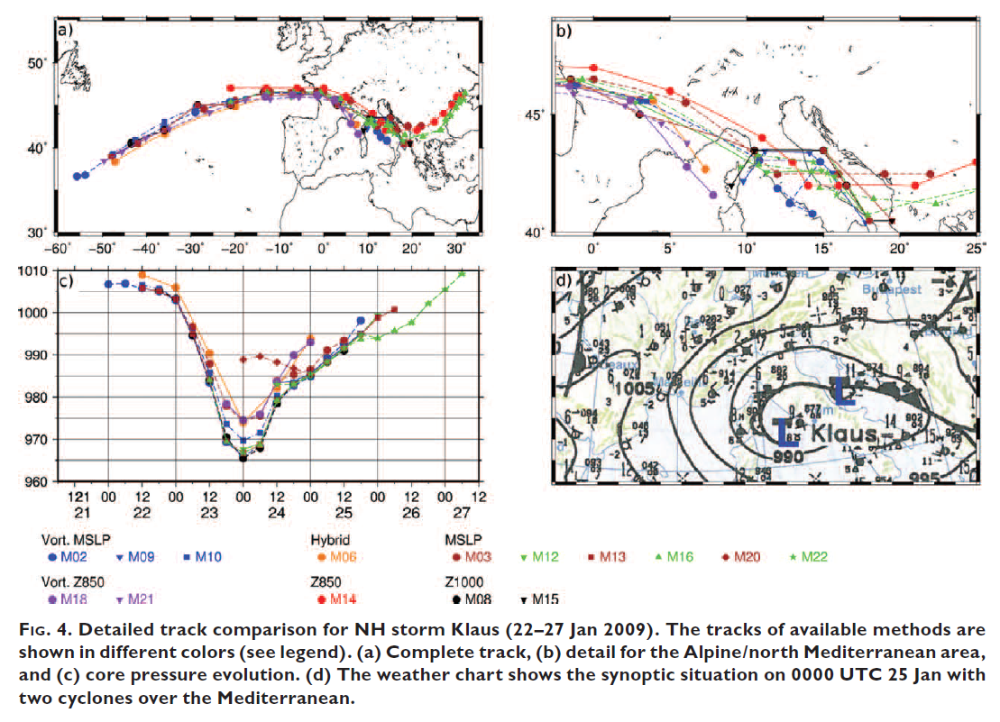 a)
50˚
40˚
30˚
−60˚ −50˚ −40˚ −30˚ −20˚ −10˚ 0˚ 10˚ 20˚ 30˚
b)
45˚
40˚
0˚ 5˚ 10˚ 15˚ 20˚ 25
c)
1010
1000
990
980
970
960
121 00 12 00 12 00 12 00 12 00 12 00 12
21 22 23 24 25 26 27
d)
Budapest
1005
L
L
Klaus
990
995
Vort. MSLP Hybrid MSLP
M02 M09 M10 M06 M03 M12 M13 M16 M20 M22
Vort. Z850 Z850 Z1000
M18 M21 M14 M08 M15
FIG. 4. Detailed track comparison for NH storm Klaus (22–27 Jan 2009). The tracks of available methods are
shown in different colors (see legend). (a) Complete track, (b) detail for the Alpine/north Mediterranean area,
and (c) core pressure evolution. (d) The weather chart shows the synoptic situation on 0000 UTC 25 Jan with
two cyclones over the Mediterranean.